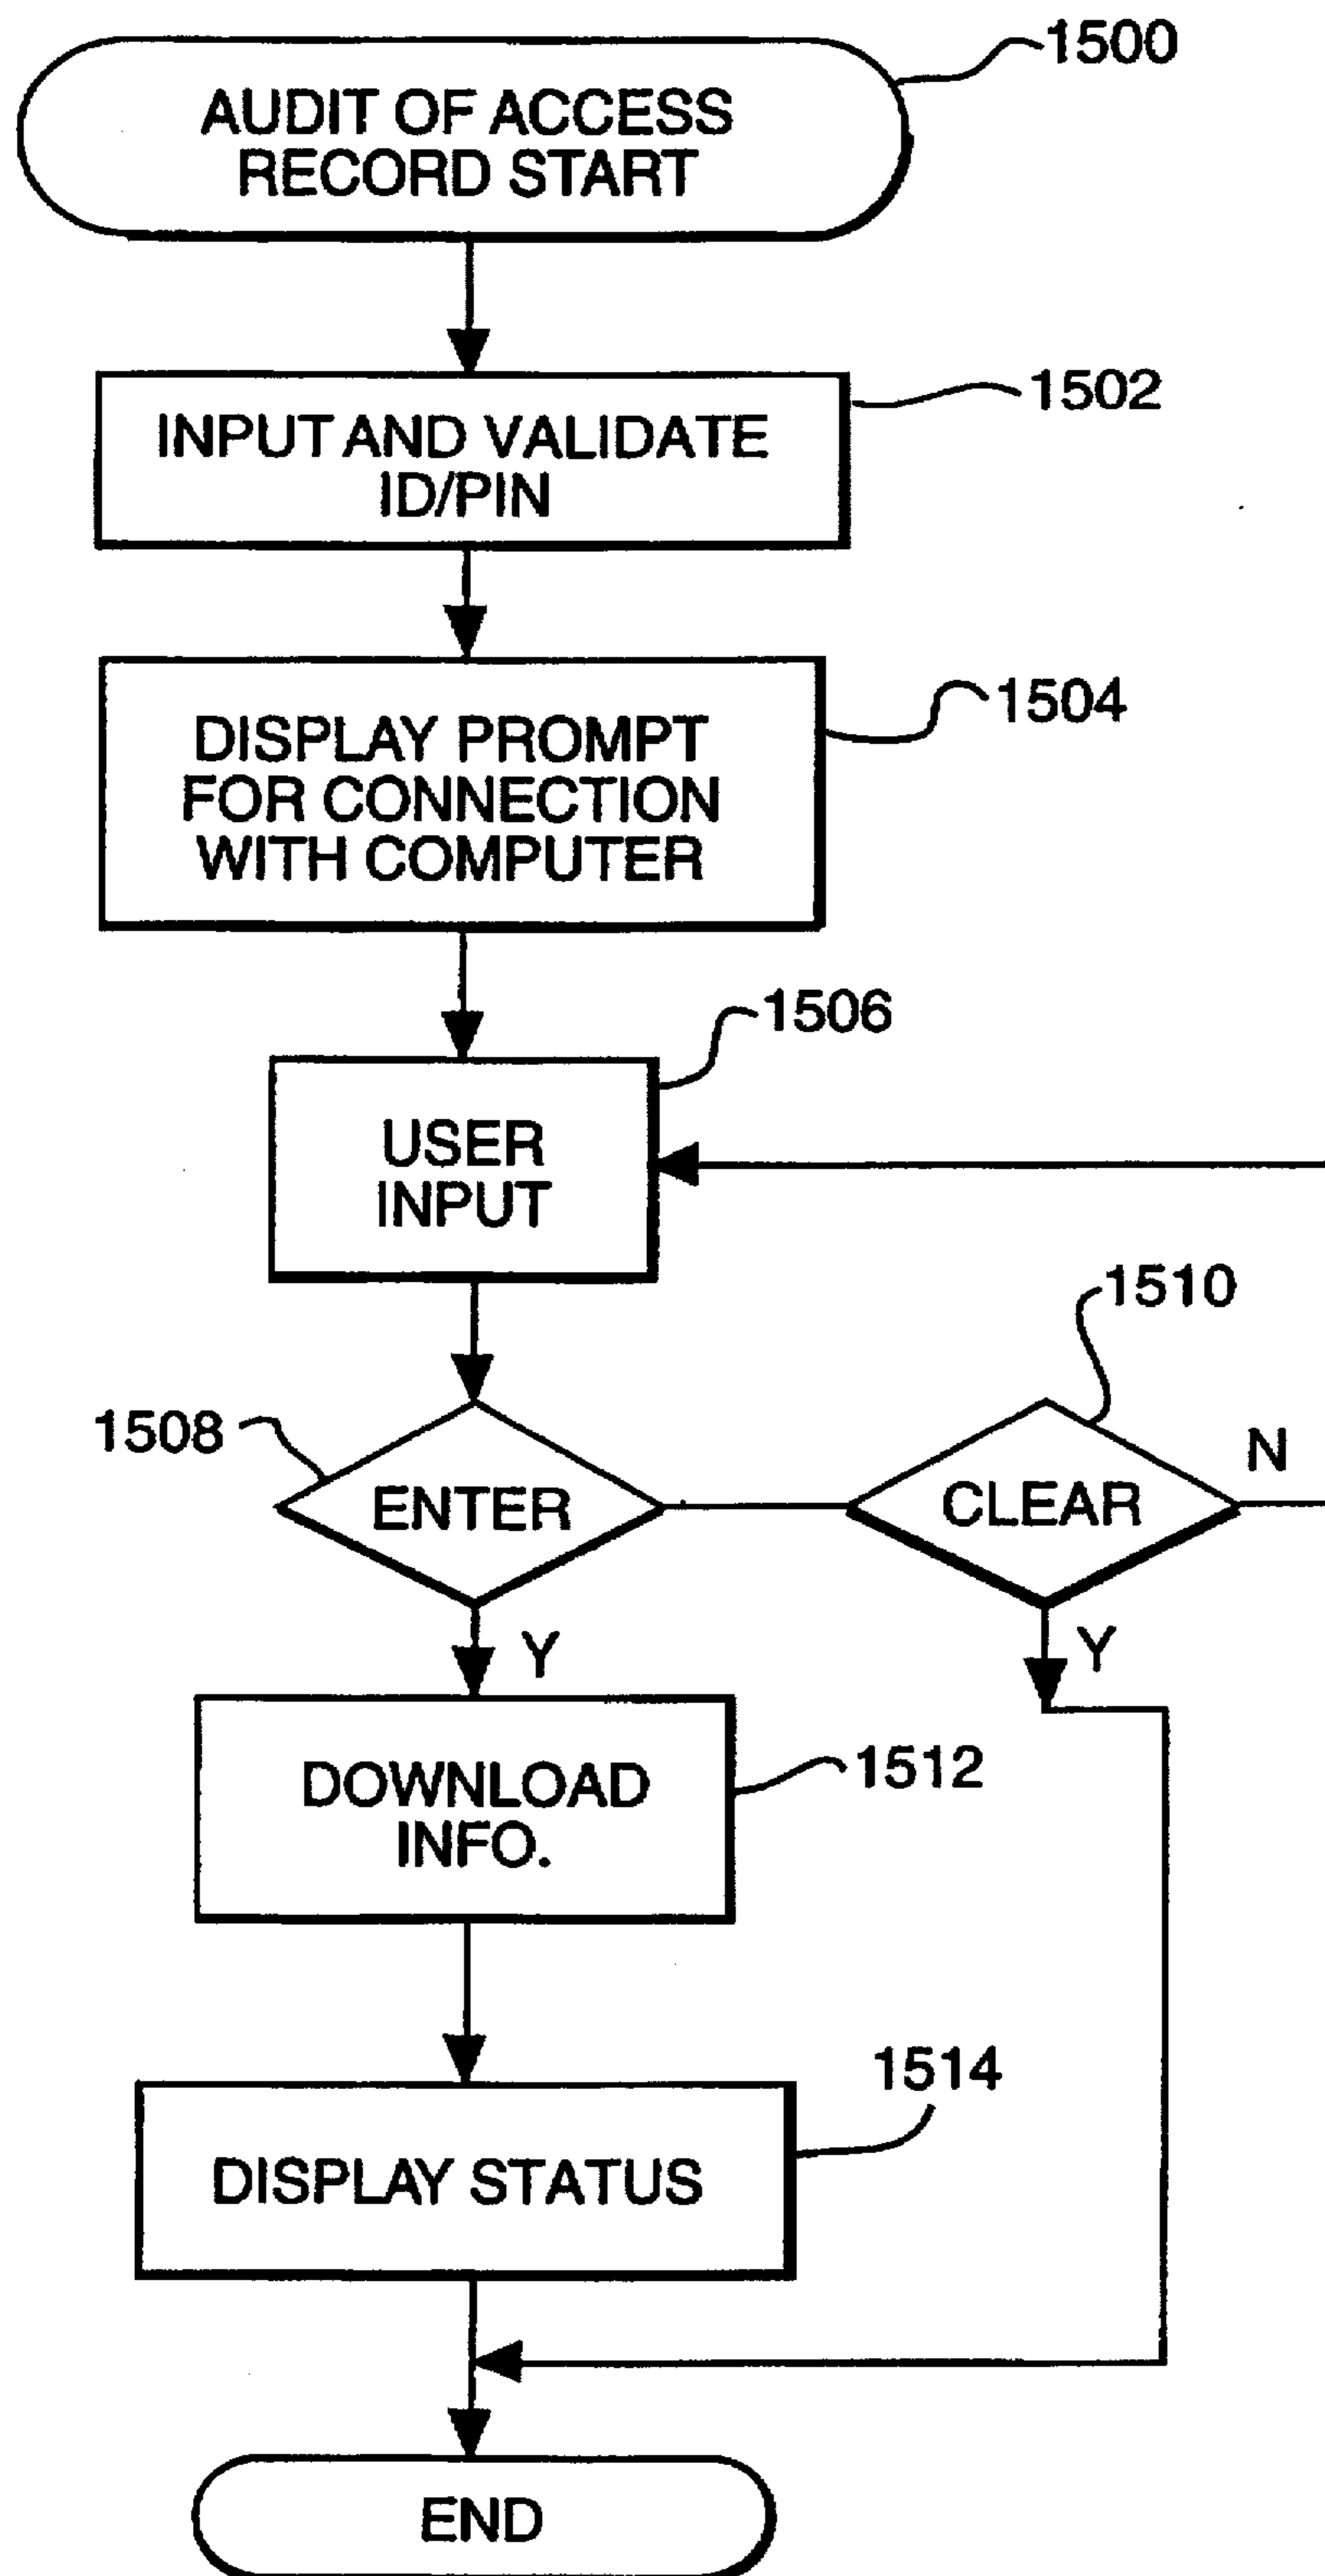 1500
AUDIT OF ACCESS
RECORD START
1502
INPUT AND VALIDATE
ID/PIN
1504
DISPLAY PROMPT
FOR CONNECTION
WITH COMPUTER
1506
USER
INPUT
1510
1508
ENTER
CLEAR
N
Y
Y
DOWNLOAD
INFO.
1512
1514
DISPLAY STATUS
END